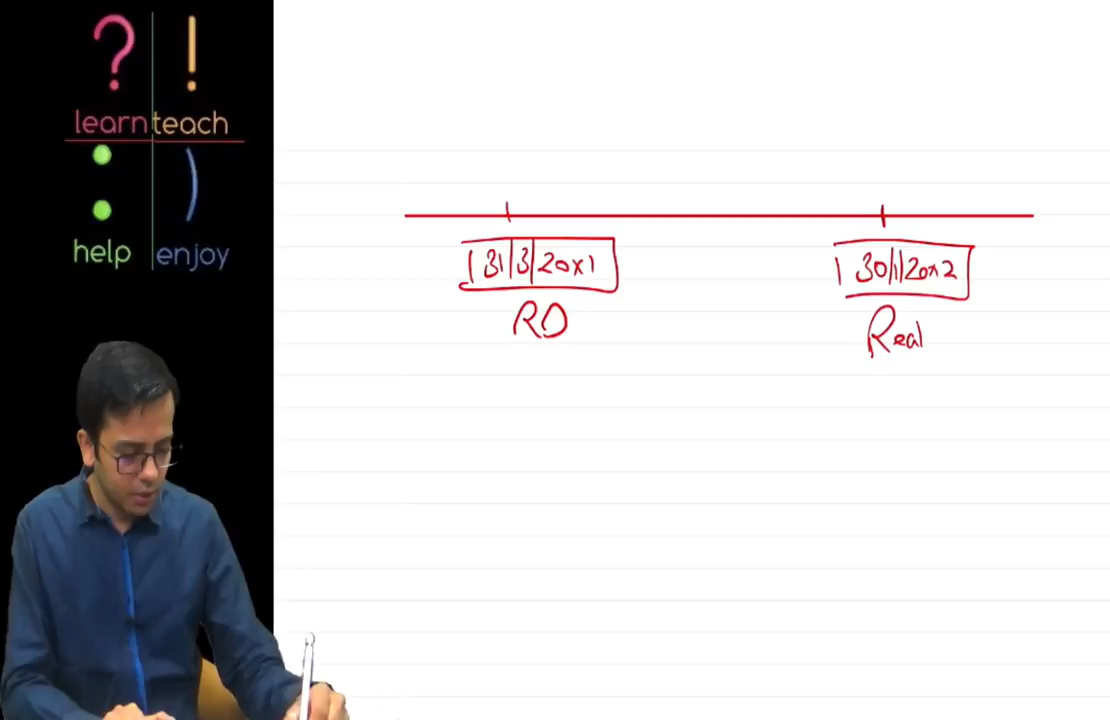 ? !
learn teach
: )
help enjoy
31|3|20x1
30|1|20x2
RD
Real